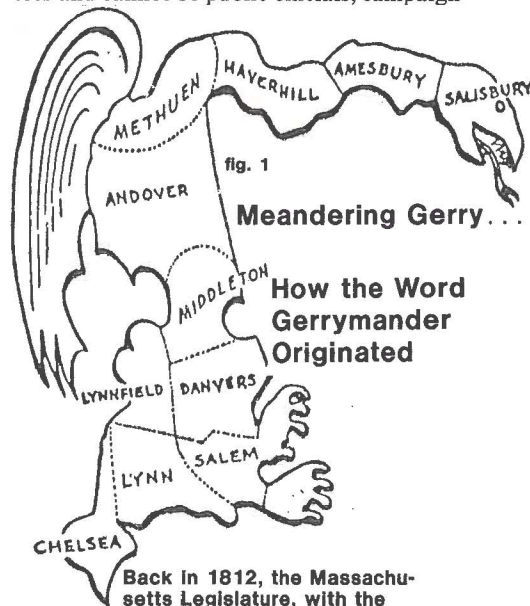 HAVERHILL
AMESBURY
SALISBURY
METHUEN
fig. 1
ANDOVER
Meandering Gerry...
MIDDLETON
How the Word
Gerrymander
Originated
LYNNFIELD
DANVERS
SALEM
LYNN
CHELSEA
Back in 1812, the Massachu-
setts Legislature, with the